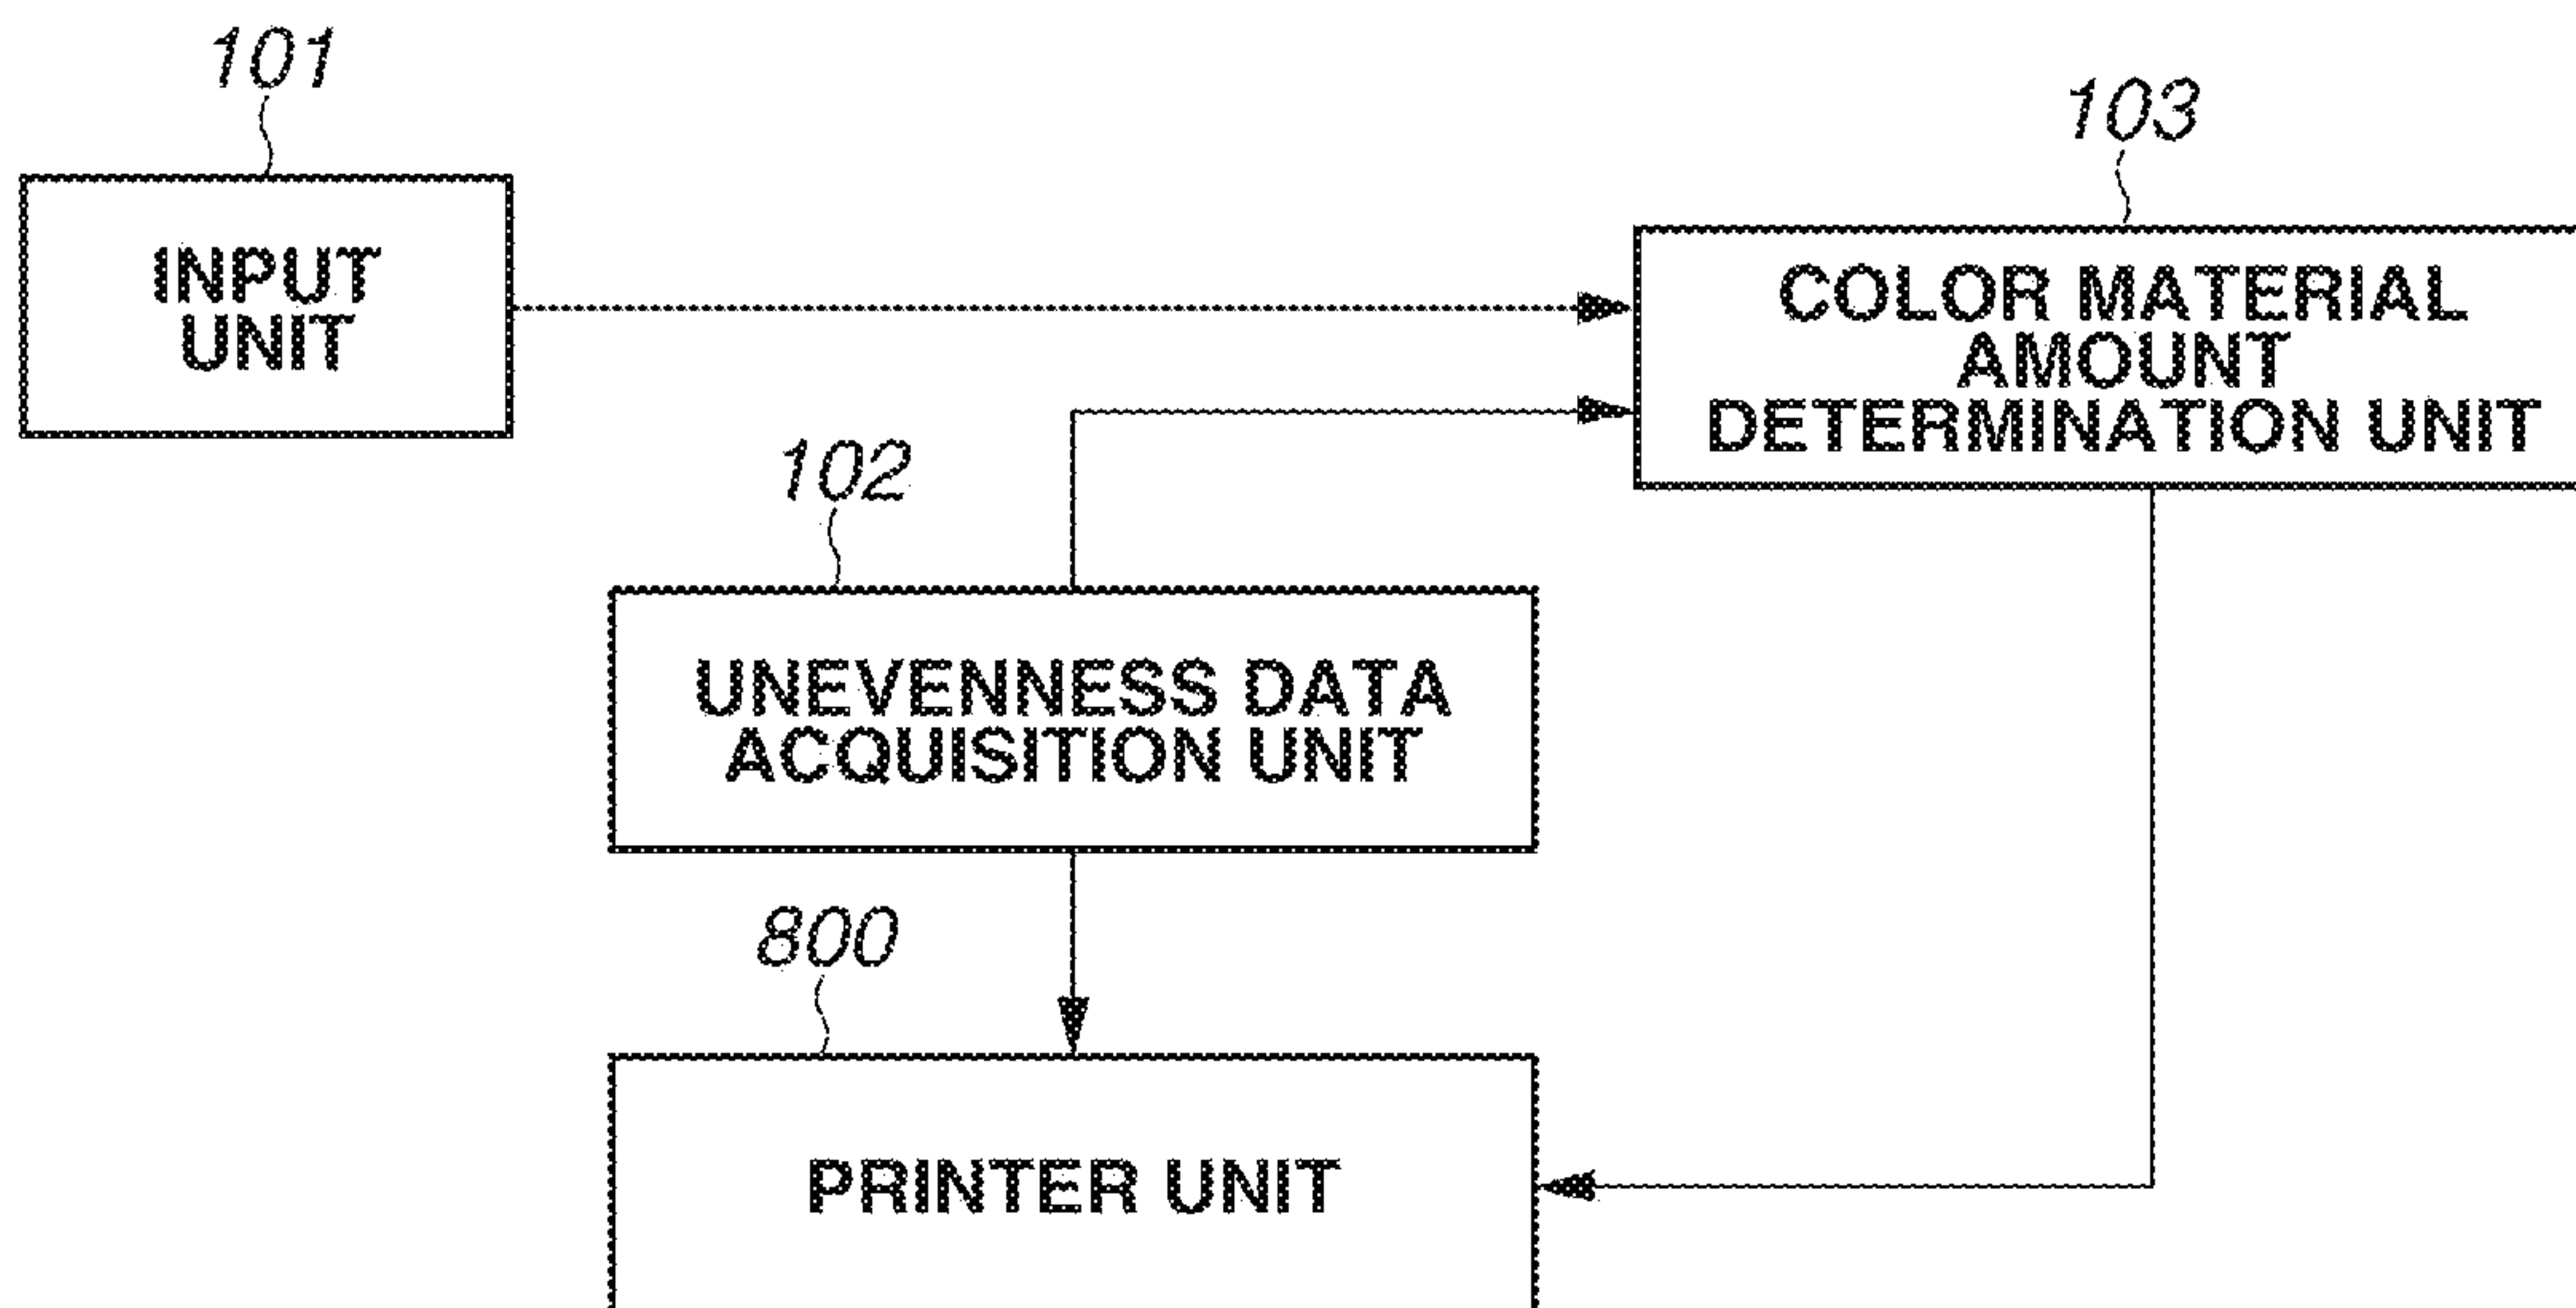 101
INPUT
UNIT
103
COLOR MATERIAL
AMOUNT
DETERMINATION UNIT
102
UNEVENNESS DATA
ACQUISITION UNIT
800
PRINTER UNIT